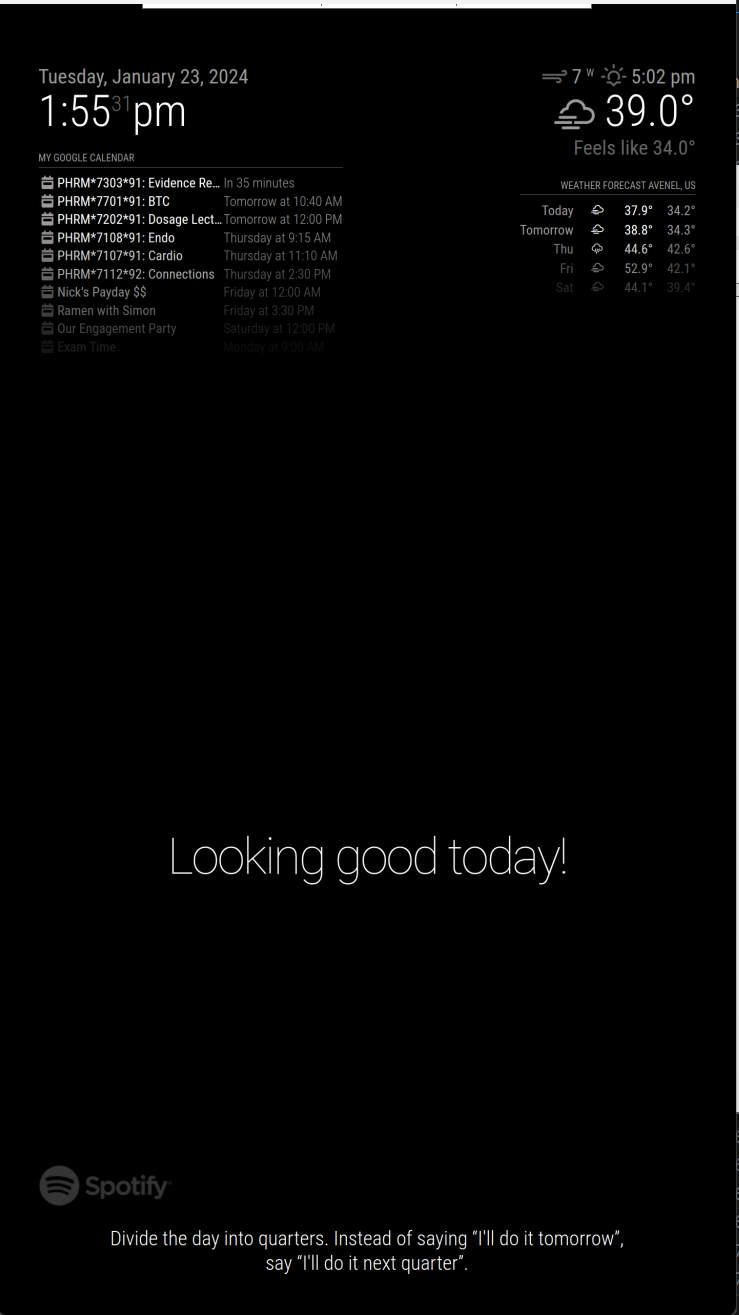 Tuesday, January 23, 2024
1:55 31 pm
MY GOOGLE CALENDAR
PHRM*7303*91: Evidence Re... In 35 minutes
PHRM*7701*91: BTC Tomorrow at 10:40 AM
PHRM*7202*91: Dosage Lect... Tomorrow at 12:00 PM
PHRM*7108*91: Endo Thursday at 9:15 AM
PHRM*7107*91: Cardio Thursday at 11:10 AM
PHRM*7112*92: Connections Thursday at 2:30 PM
Nick's Payday $$ Friday at 12:00 AM
Ramen with Simon Friday at 3:30 PM
Our Engagement Party Saturday at 12:00 PM
Exam Time Monday at 9:00 AM
7 W 5:02 pm
39.0°
Feels like 34.0°
WEATHER FORECAST AVENEL, US
Today 37.9° 34.2°
Tomorrow 38.8° 34.3°
Thu 44.6° 42.6°
Fri 52.9° 42.1°
Sat 44.1° 39.4°
Looking good today!
Spotify
Divide the day into quarters. Instead of saying “I'll do it tomorrow”,
say “I'll do it next quarter”.